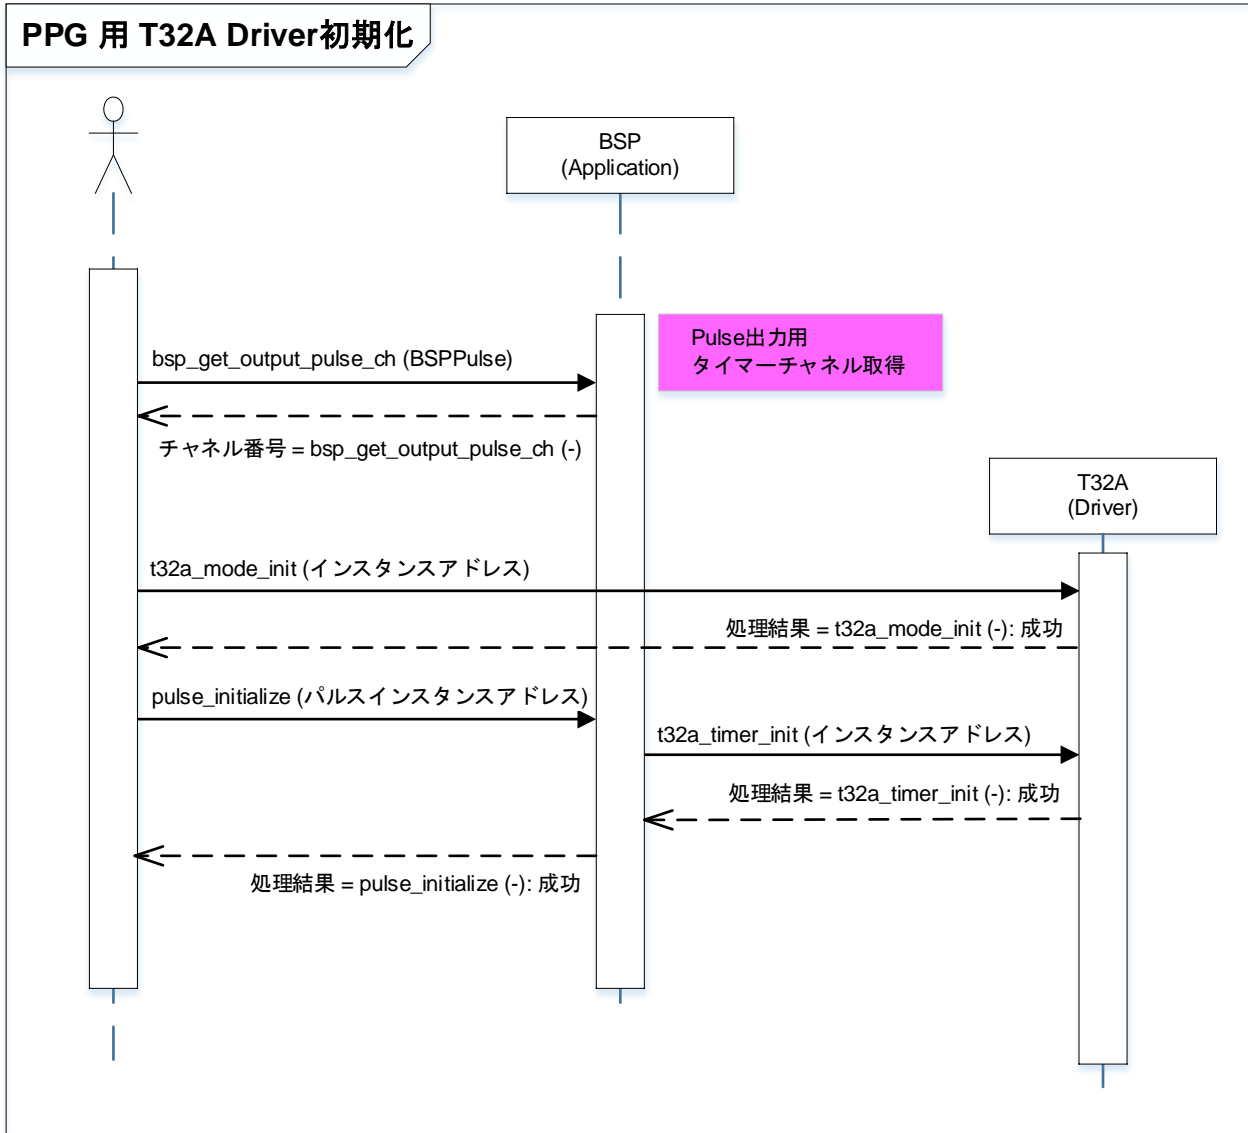 PPG 用 T32A Driver初期化
BSP
(Application)
Pulse出力用
タイマーチャネル取得
bsp_get_output_pulse_ch (BSPPulse)
チャネル番号 = bsp_get_output_pulse_ch (-)
T32A
(Driver)
t32a_mode_init (インスタンスアドレス)
処理結果 = t32a_mode_init (-): 成功
pulse_initialize (パルスインスタンスアドレス)
t32a_timer_init (インスタンスアドレス)
処理結果 = t32a_timer_init (-): 成功
処理結果 = pulse_initialize (-): 成功